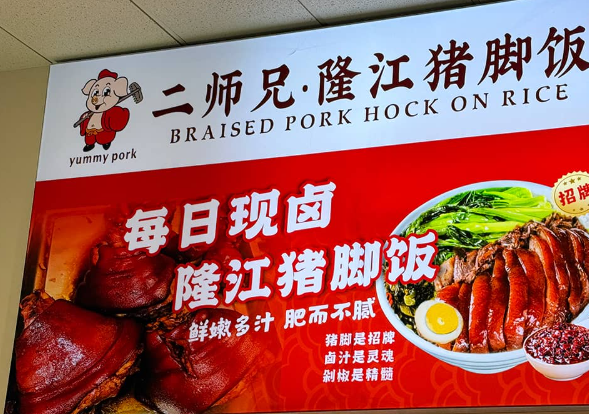 二师兄·隆江猪脚饭
BRAISED PORK HOCK ON RICE
yummy pork
每日现卤
隆江猪脚饭
鲜嫩多汁 肥而不腻
猪脚是招牌
卤汁是灵魂
剁椒是精髓
招牌